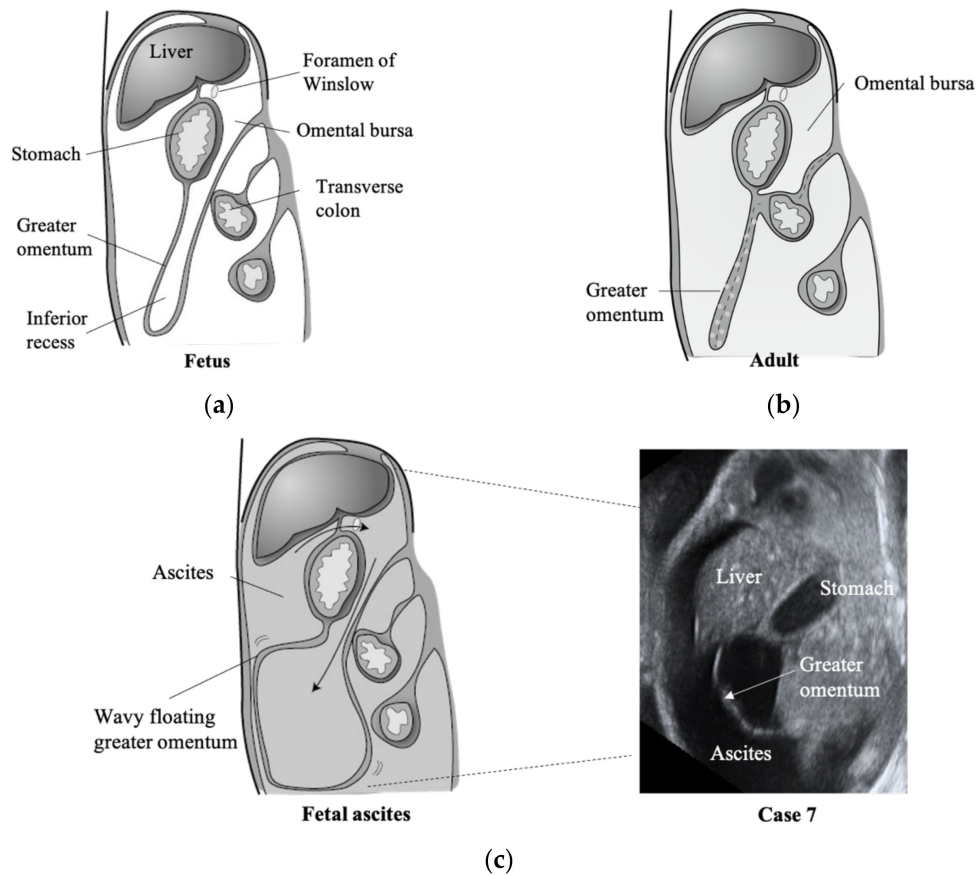 Liver
Foramen of
Winslow
Omental bursa
Stomach
Transverse
colon
Greater
omentum
Inferior
recess
Fetus
(a)
Omental bursa
Greater
omentum
Adult
(b)
Ascites
Wavy floating
greater omentum
Fetal ascites
Liver
Stomach
Greater
omentum
Ascites
Case 7
(c)